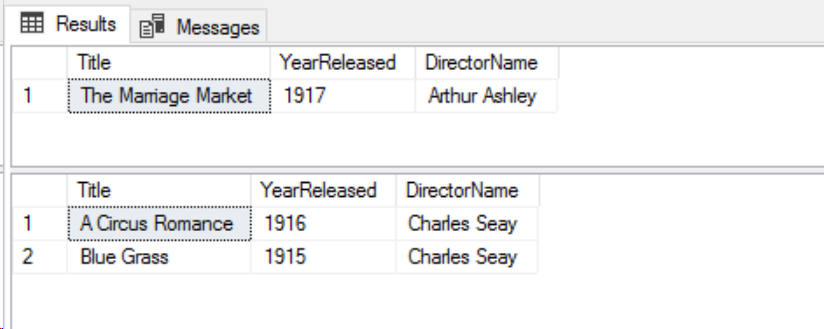 Results Messages
Title YearReleased DirectorName
1 The Marriage Market 1917 Arthur Ashley
Title YearReleased DirectorName
1 A Circus Romance 1916 Charles Seay
2 Blue Grass 1915 Charles Seay